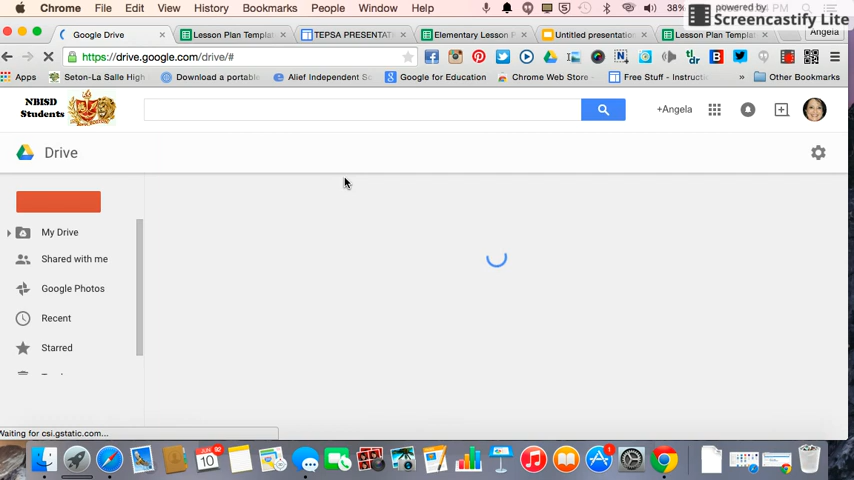 Chrome File Edit View History Bookmarks People Window Help 38%
powered by
Screencastify Lite
Google Drive
Lesson Plan Templat
TEPSA PRESENTAT
Elementary Lesson P
Untitled presentation
Lesson Plan Templat
Angela
https://drive.google.com/drive/#
Apps
Seton-La Salle High
Download a portable
Alief Independent S
Google for Education
Chrome Web Store -
Free Stuff - Instructio
» Other Bookmarks
NBISD
Students
+Angela
Drive
My Drive
Shared with me
Google Photos
Recent
Starred
Waiting for csi.gstatic.com...
JUN 92
10
1